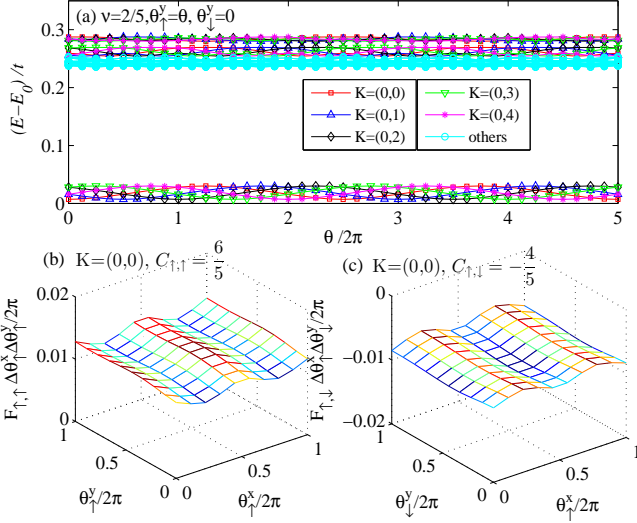 (a) ν=2/5,θ↑^y=θ, θ↓^y=0
(E−E0)/t
0.3
0.2
0.1
0
K=(0,0)
K=(0,1)
K=(0,2)
K=(0,3)
K=(0,4)
others
0 1 2 3 4 5
θ/2π
(b) K=(0,0), C↑,↑ = 6/5
F↑,↑ Δθ↑^x Δθ↑^y/2π
0.02
0.01
0
1
0.5
0
θ↑^y/2π
0
0.5
1
θ↑^x/2π
(c) K=(0,0), C↑,↓ = −4/5
F↑,↓ Δθ↑^x Δθ↓^y/2π
0
−0.01
−0.02
1
0.5
0
θ↓^y/2π
0
0.5
1
θ↑^x/2π